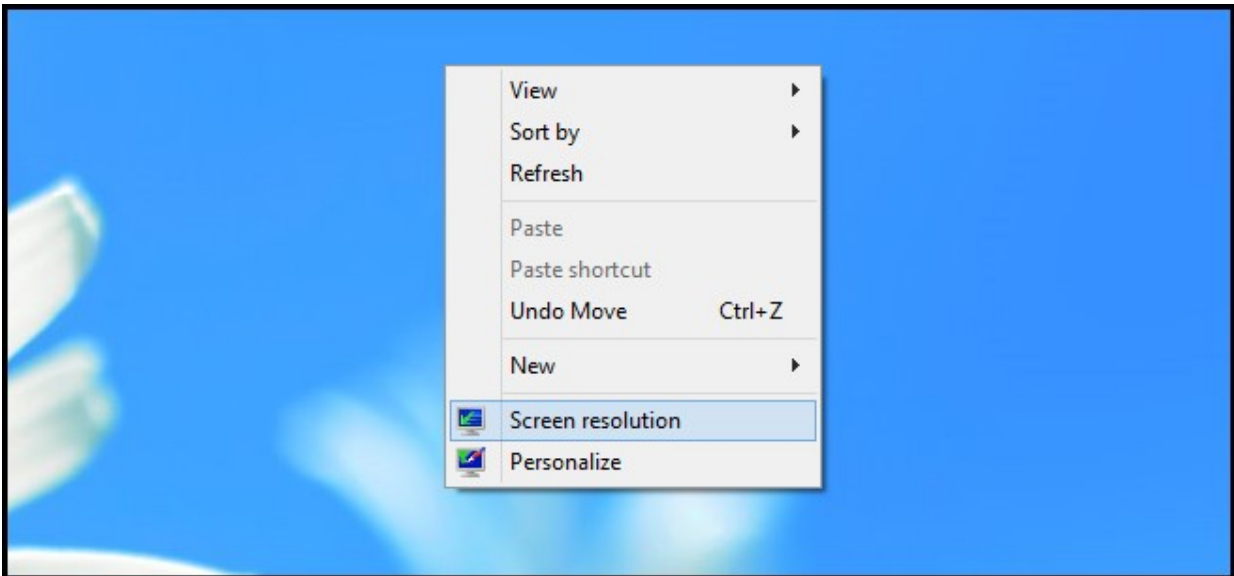 View
Sort by
Refresh
Paste
Paste shortcut
Undo Move Ctrl+Z
New
Screen resolution
Personalize